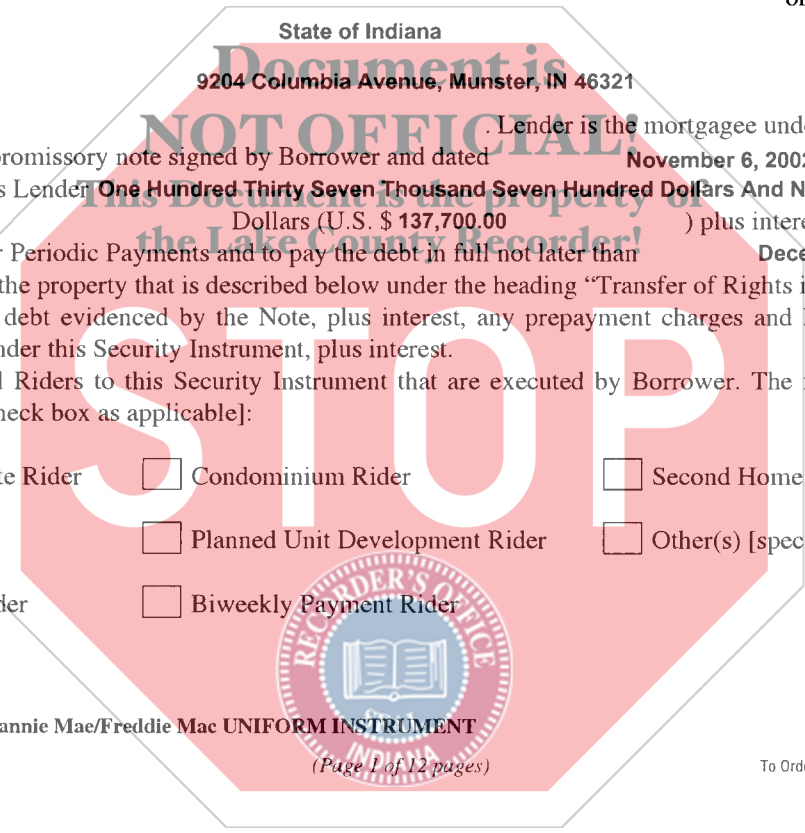 State of Indiana
Document is
9204 Columbia Avenue, Munster, IN 46321
NOT OFFICIAL!
. Lender is the mortgagee und
romissory note signed by Borrower and dated November 6, 2002
s Lender One Hundred Thirty Seven Thousand Seven Hundred Dollars And N
This Document is the property of
Dollars (U.S. $ 137,700.00 ) plus intere
the Lake County Recorder!
r Periodic Payments and to pay the debt in full not later than Dece
the property that is described below under the heading “Transfer of Rights i
debt evidenced by the Note, plus interest, any prepayment charges and
nder this Security Instrument, plus interest.
l Riders to this Security Instrument that are executed by Borrower. The
heck box as applicable]:
STOP
te Rider Condominium Rider Second Home
Planned Unit Development Rider Other(s) [spec
der Biweekly Payment Rider
RECORDER'S OFFICE
SEAL
INDIANA
annie Mae/Freddie Mac UNIFORM INSTRUMENT
(Page 1 of 12 pages)
To Orde